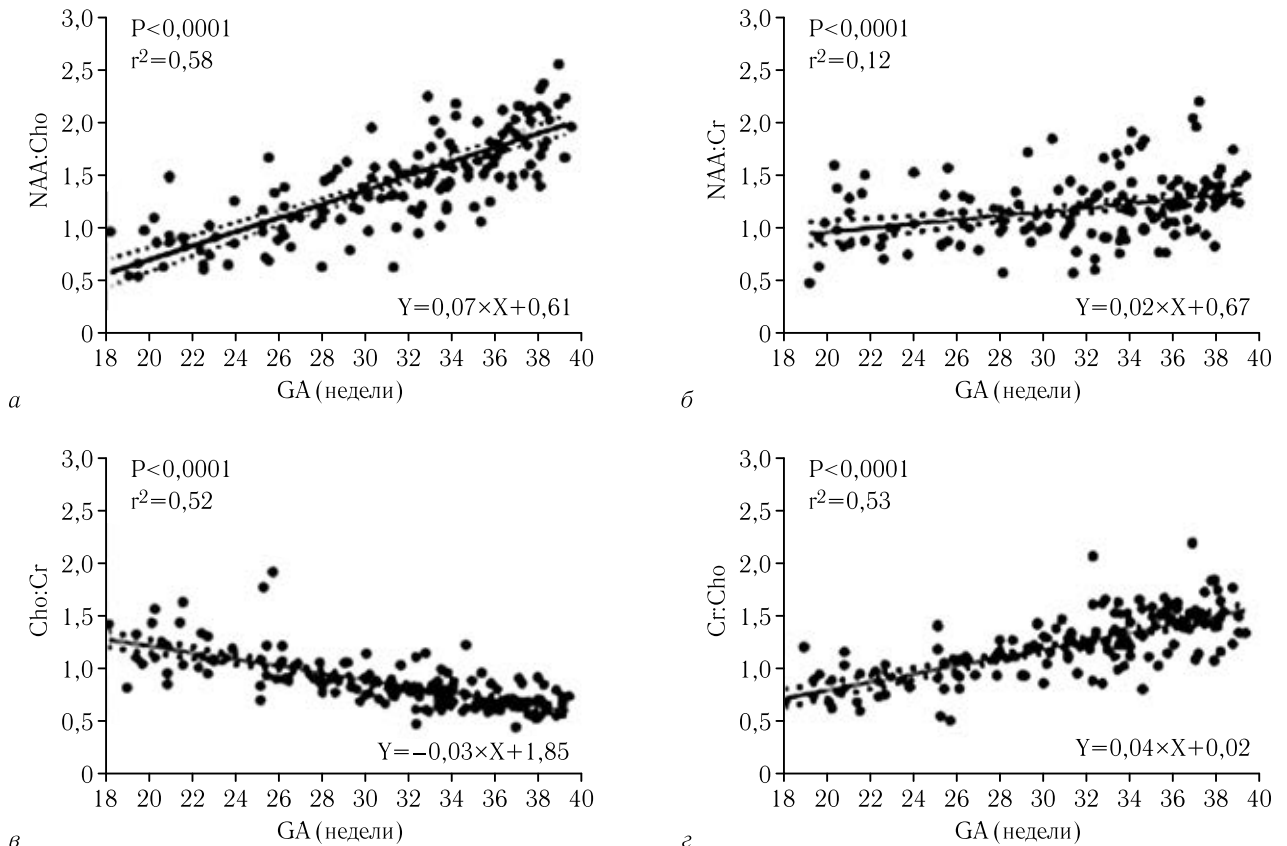 3,0
P<0,0001
r²=0,58
2,5
2,0
NAA:Cho
1,5
1,0
0,5
Y=0,07×X+0,61
0
18 20 22 24 26 28 30 32 34 36 38 40
GA (недели)
а
3,0
P<0,0001
r²=0,12
2,5
2,0
NAA:Cr
1,5
1,0
0,5
Y=0,02×X+0,67
0
18 20 22 24 26 28 30 32 34 36 38 40
GA (недели)
б
3,0
P<0,0001
r²=0,52
2,5
2,0
Cho:Cr
1,5
1,0
0,5
Y=−0,03×X+1,85
0
18 20 22 24 26 28 30 32 34 36 38 40
GA (недели)
в
3,0
P<0,0001
r²=0,53
2,5
2,0
Cr:Cho
1,5
1,0
0,5
Y=0,04×X+0,02
0
18 20 22 24 26 28 30 32 34 36 38 40
GA (недели)
г